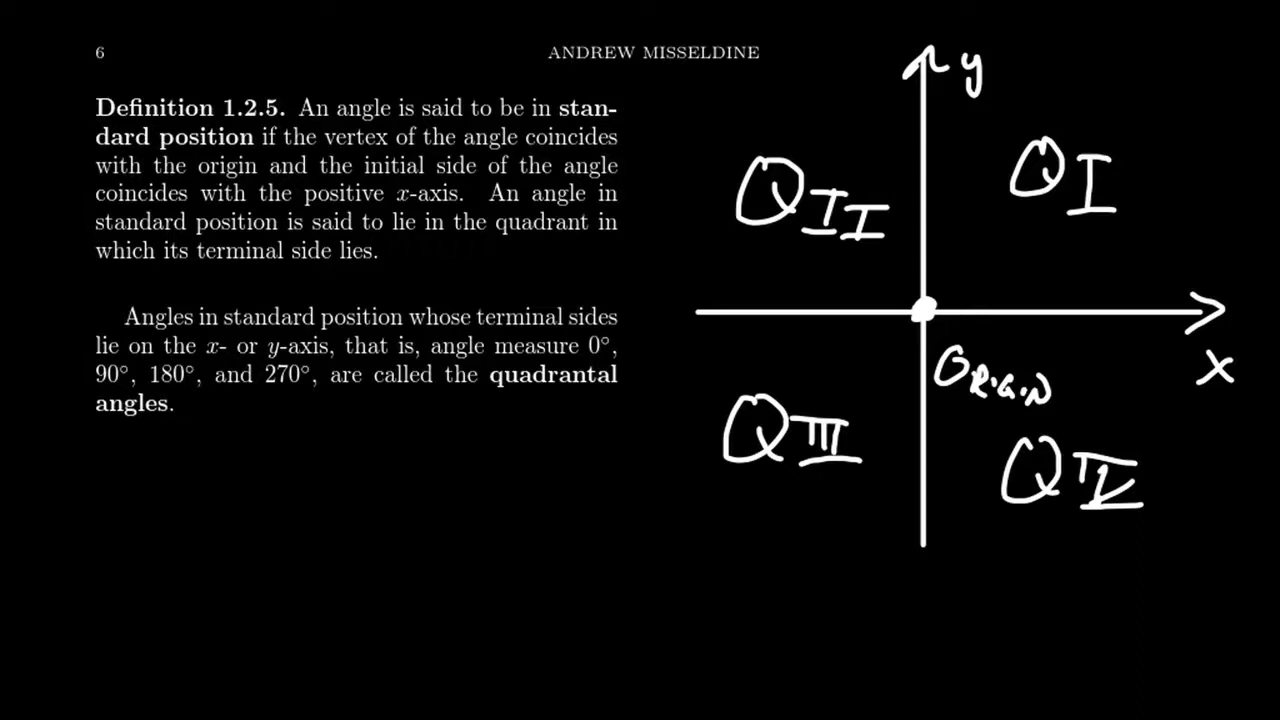 6
ANDREW MISSELDINE
Definition 1.2.5. An angle is said to be in stan-
dard position if the vertex of the angle coincides
with the origin and the initial side of the angle
coincides with the positive x-axis. An angle in
standard position is said to lie in the quadrant in
which its terminal side lies.
Angles in standard position whose terminal sides
lie on the x- or y-axis, that is, angle measure 0°,
90°, 180°, and 270°, are called the quadrantal
angles.
y
Q I
Q II
x
ORIGIN
Q III
Q IV